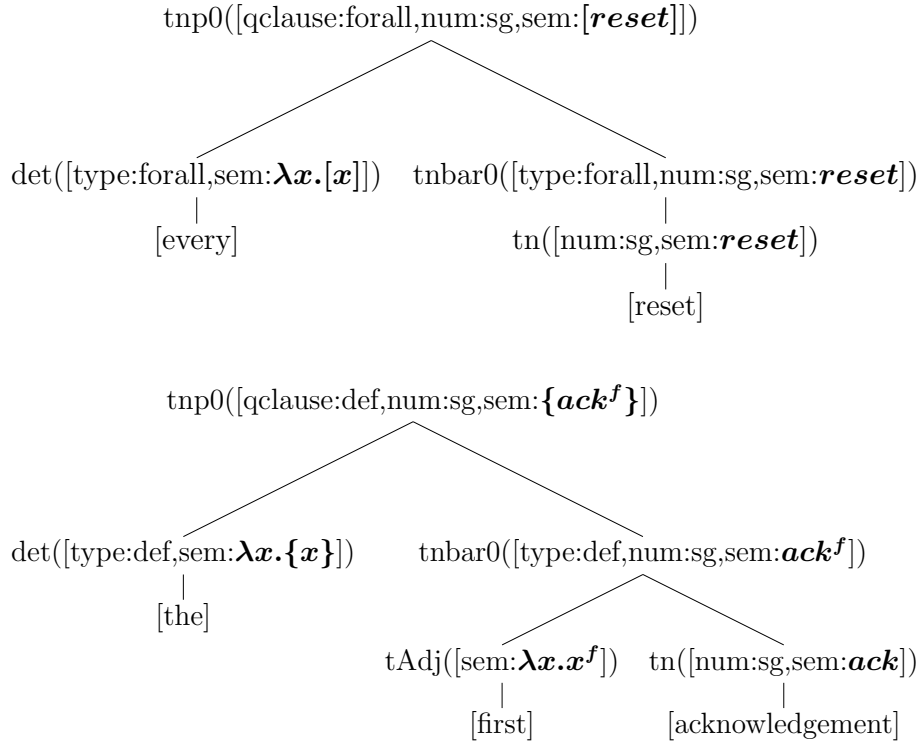 tnp0([qclause:forall,num:sg,sem:[reset]])
det([type:forall,sem:λx.[x]]) tnbar0([type:forall,num:sg,sem:reset])
[every] tn([num:sg,sem:reset])
[reset]
tnp0([qclause:def,num:sg,sem:{ack^f}])
det([type:def,sem:λx.{x}]) tnbar0([type:def,num:sg,sem:ack^f])
[the]
tAdj([sem:λx.x^f]) tn([num:sg,sem:ack])
[first] [acknowledgement]